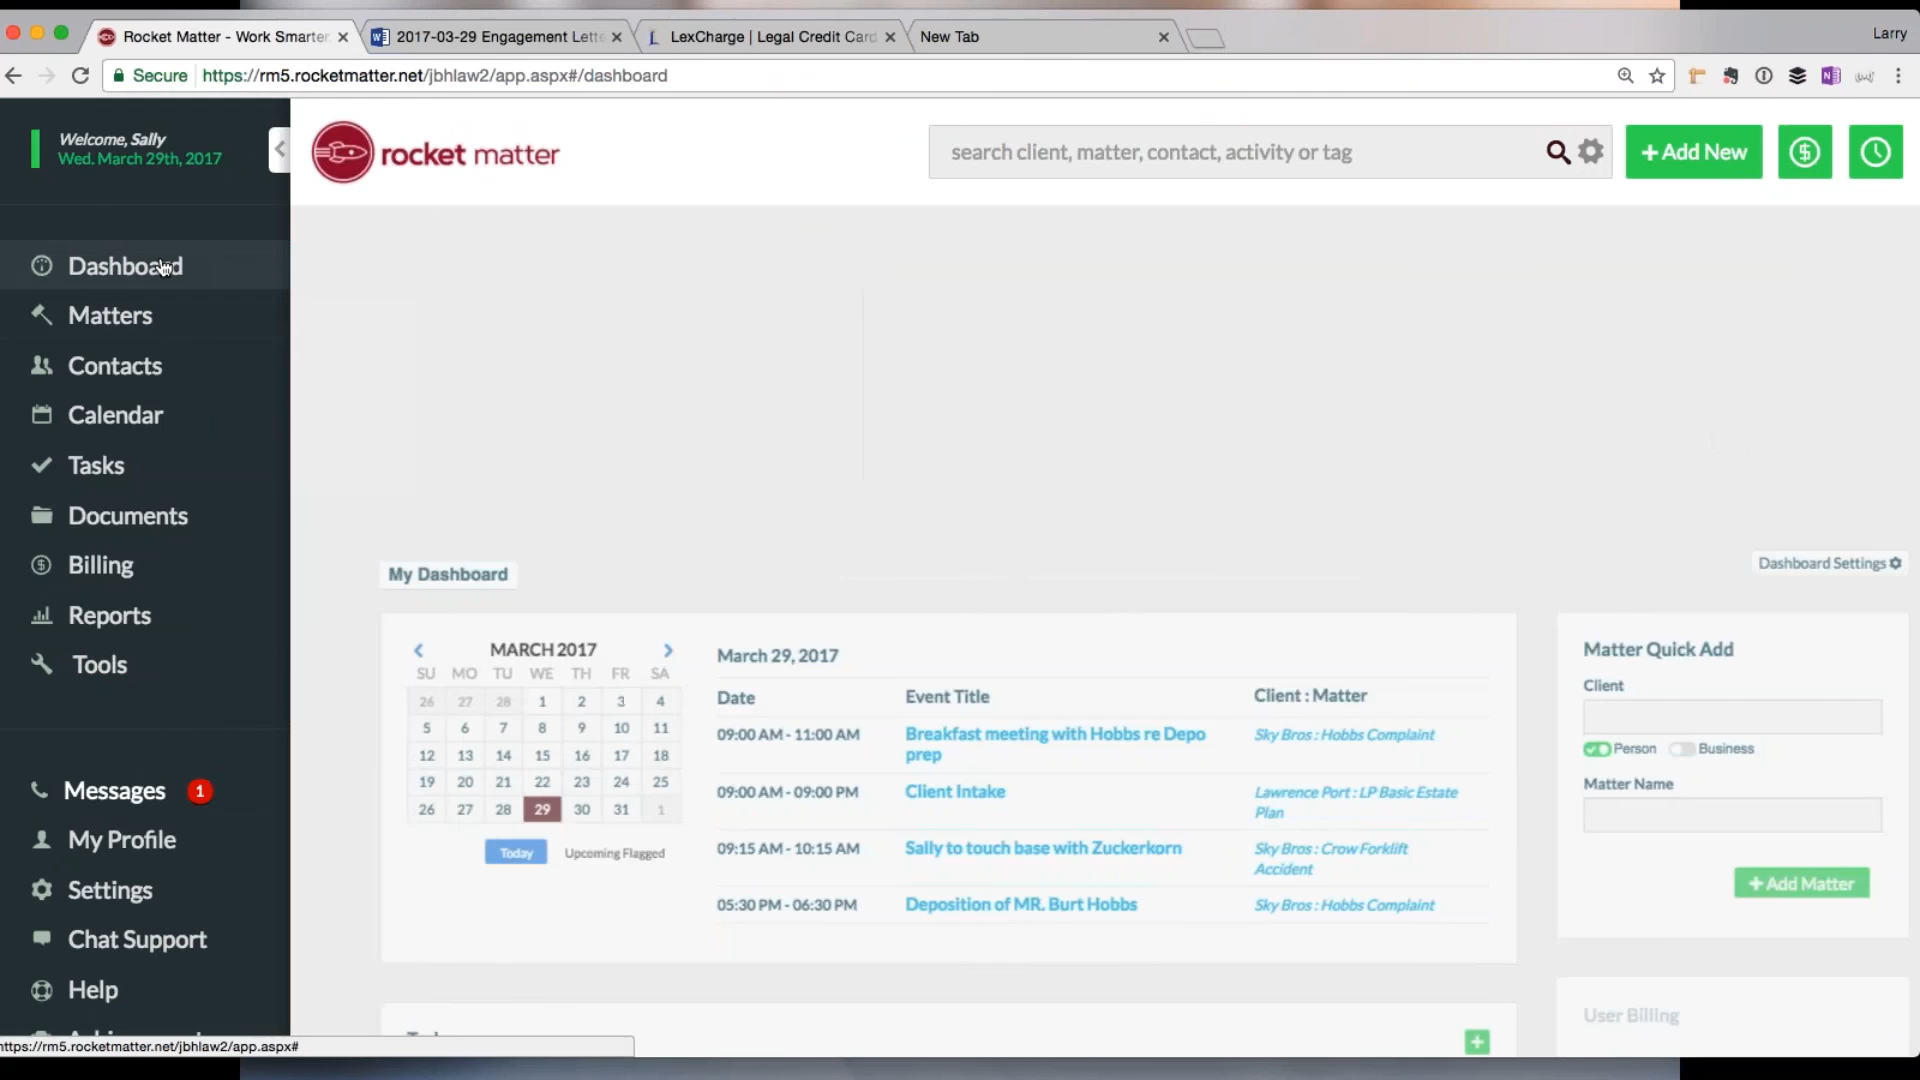 Rocket Matter - Work Smarter.
2017-03-29 Engagement Lette
LexCharge | Legal Credit Card
New Tab
Larry
Secure https://rm5.rocketmatter.net/jbhlaw2/app.aspx#/dashboard
Welcome, Sally
Wed. March 29th, 2017
rocket matter
search client, matter, contact, activity or tag
+ Add New
Dashboard
Matters
Contacts
Calendar
Tasks
Documents
Billing
Reports
Tools
Messages 1
My Profile
Settings
Chat Support
Help
https://rm5.rocketmatter.net/jbhlaw2/app.aspx#
My Dashboard
Dashboard Settings
MARCH 2017
SU MO TU WE TH FR SA
26 27 28 1 2 3 4
5 6 7 8 9 10 11
12 13 14 15 16 17 18
19 20 21 22 23 24 25
26 27 28 29 30 31 1
Today Upcoming Flagged
March 29, 2017
Date Event Title Client : Matter
09:00 AM - 11:00 AM Breakfast meeting with Hobbs re Depo Sky Bros : Hobbs Complaint
prep
09:00 AM - 09:00 PM Client Intake Lawrence Port : LP Basic Estate
Plan
09:15 AM - 10:15 AM Sally to touch base with Zuckerkorn Sky Bros : Crow Forklift
Accident
05:30 PM - 06:30 PM Deposition of MR. Burt Hobbs Sky Bros : Hobbs Complaint
Matter Quick Add
Client
Person Business
Matter Name
+ Add Matter
User Billing